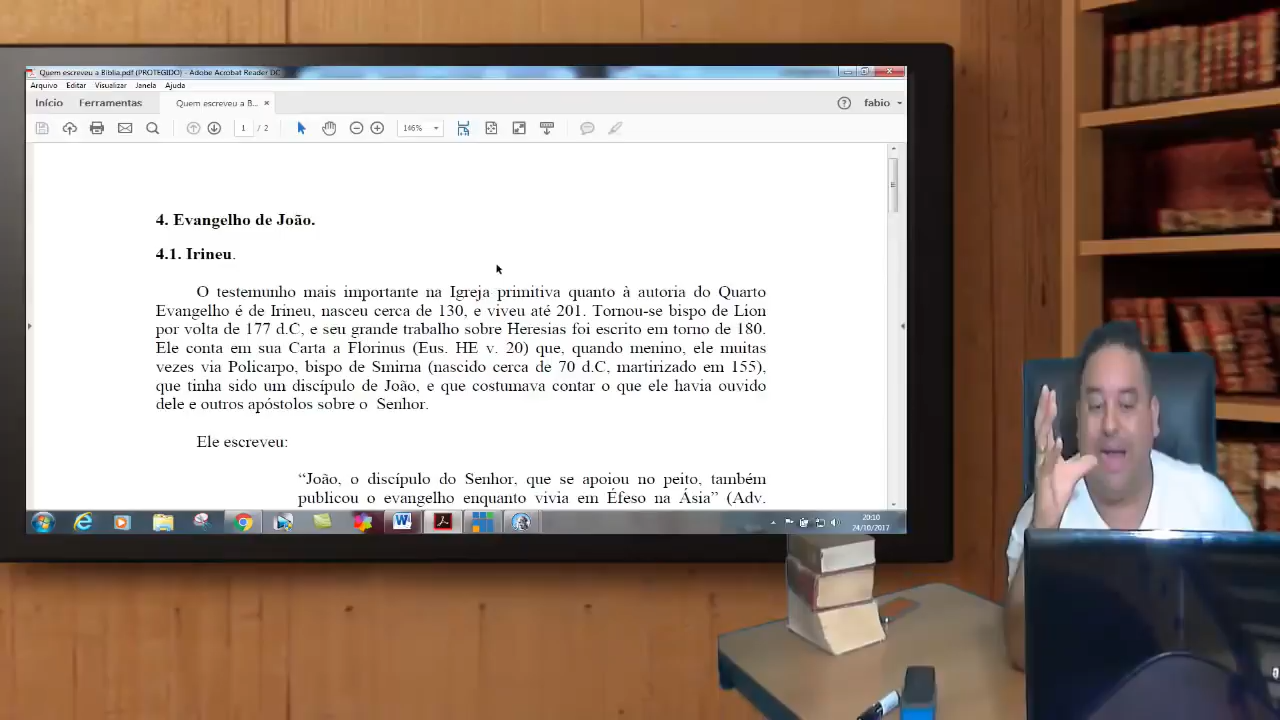 Quem escreveu a Bíblia.pdf (PROTEGIDO) - Adobe Acrobat Reader DC
Arquivo Editar Visualizar Janela Ajuda
Início Ferramentas Quem escreveu a B... × fabio
1 / 2 146%
4. Evangelho de João.
4.1. Irineu.
O testemunho mais importante na Igreja primitiva quanto à autoria do Quarto
Evangelho é de Irineu, nasceu cerca de 130, e viveu até 201. Tornou-se bispo de Lion
por volta de 177 d.C, e seu grande trabalho sobre Heresias foi escrito em torno de 180.
Ele conta em sua Carta a Florinus (Eus. HE v. 20) que, quando menino, ele muitas
vezes via Policarpo, bispo de Smirna (nascido cerca de 70 d.C, martirizado em 155),
que tinha sido um discípulo de João, e que costumava contar o que ele havia ouvido
dele e outros apóstolos sobre o Senhor.
Ele escreveu:
“João, o discípulo do Senhor, que se apoiou no peito, também
publicou o evangelho enquanto vivia em Éfeso na Ásia” (Adv.
20:10
24/10/2017